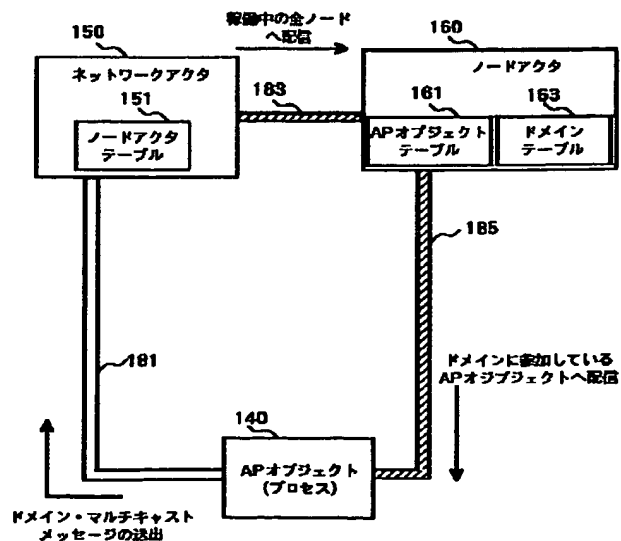 150
ネットワークアクタ
151
ノードアクタ
テーブル
稼働中の全ノード
へ配信
183
160
ノードアクタ
161
163
APオブジェクト
テーブル
ドメイン
テーブル
185
181
ドメインに参加している
APオジブジェクトへ配信
140
APオブジェクト
(プロセス)
ドメイン・マルチキャスト
メッセージの送出